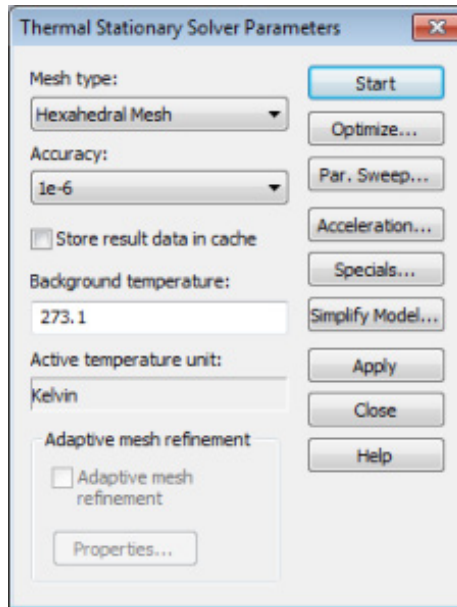 Thermal Stationary Solver Parameters
Mesh type:
Hexahedral Mesh
Accuracy:
1e-6
Store result data in cache
Background temperature:
273.1
Active temperature unit:
Kelvin
Adaptive mesh refinement
Adaptive mesh
refinement
Properties...
Start
Optimize...
Par. Sweep...
Acceleration...
Specials...
Simplify Model...
Apply
Close
Help